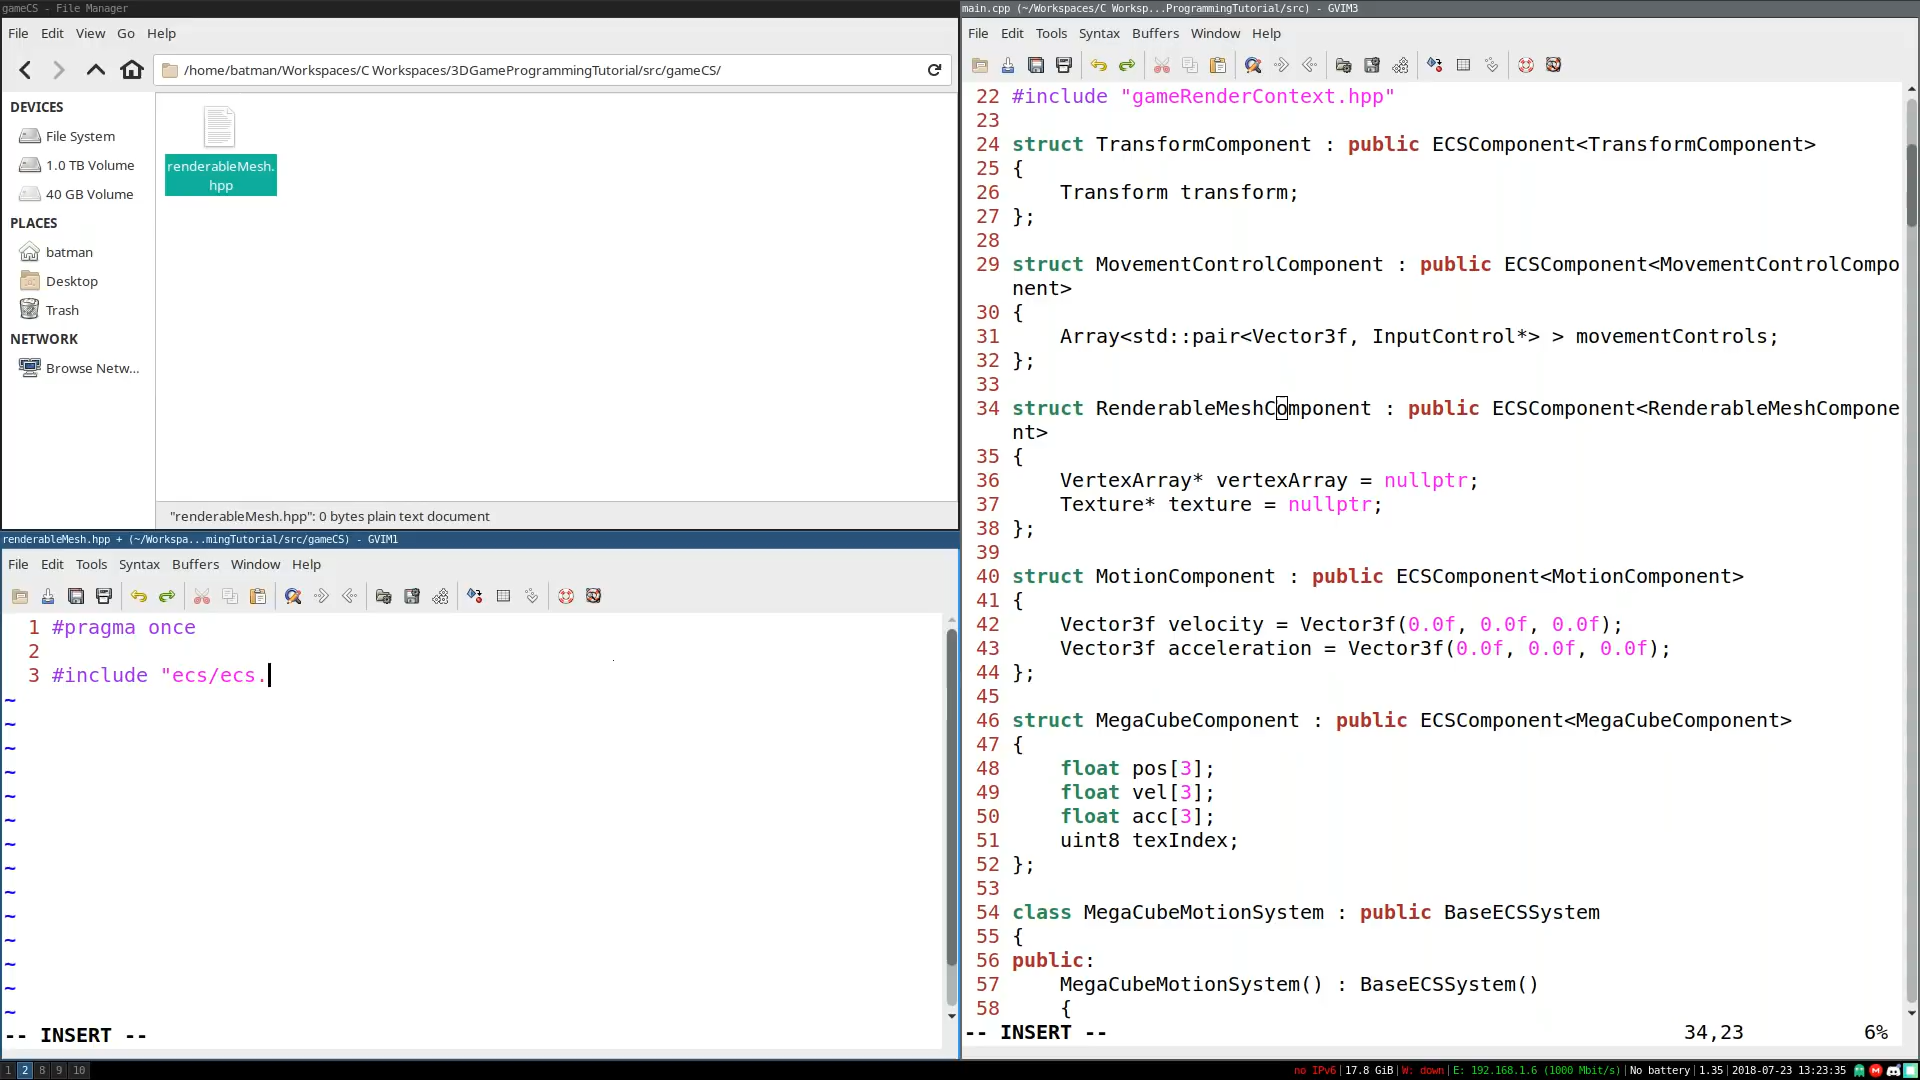 gameCS - File Manager
File Edit View Go Help
/home/batman/Workspaces/C Workspaces/3DGameProgrammingTutorial/src/gameCS/
DEVICES
File System
1.0 TB Volume
40 GB Volume
PLACES
batman
Desktop
Trash
NETWORK
Browse Netw...
renderableMesh.
hpp
"renderableMesh.hpp": 0 bytes plain text document
renderableMesh.hpp + (~/Workspa...mingTutorial/src/gameCS) - GVIM1
File Edit Tools Syntax Buffers Window Help
1 #pragma once
2
3 #include "ecs/ecs.
~
~
~
~
~
~
~
~
~
~
~
~
~
~
-- INSERT --
main.cpp (~/Workspaces/C Worksp...ProgrammingTutorial/src) - GVIM3
File Edit Tools Syntax Buffers Window Help
22 #include "gameRenderContext.hpp"
23
24 struct TransformComponent : public ECSComponent<TransformComponent>
25 {
26     Transform transform;
27 };
28
29 struct MovementControlComponent : public ECSComponent<MovementControlCompo
nent>
30 {
31     Array<std::pair<Vector3f, InputControl*> > movementControls;
32 };
33
34 struct RenderableMeshComponent : public ECSComponent<RenderableMeshCompone
nt>
35 {
36     VertexArray* vertexArray = nullptr;
37     Texture* texture = nullptr;
38 };
39
40 struct MotionComponent : public ECSComponent<MotionComponent>
41 {
42     Vector3f velocity = Vector3f(0.0f, 0.0f, 0.0f);
43     Vector3f acceleration = Vector3f(0.0f, 0.0f, 0.0f);
44 };
45
46 struct MegaCubeComponent : public ECSComponent<MegaCubeComponent>
47 {
48     float pos[3];
49     float vel[3];
50     float acc[3];
51     uint8 texIndex;
52 };
53
54 class MegaCubeMotionSystem : public BaseECSSystem
55 {
56 public:
57     MegaCubeMotionSystem() : BaseECSSystem()
58     {
-- INSERT -- 34,23 6%
1 2 8 9 10
no IPv6|17.8 GiB|W: down|E: 192.168.1.6 (1000 Mbit/s)|No battery|1.35|2018-07-23 13:23:35